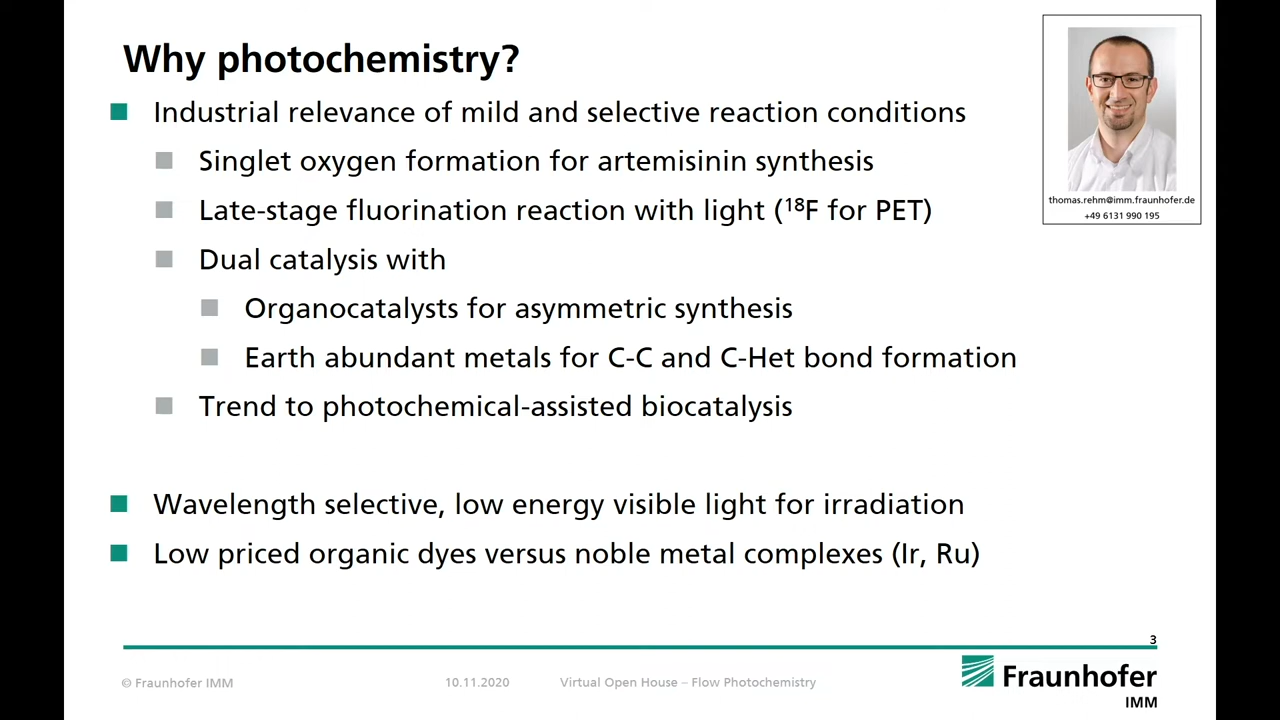 Why photochemistry?
Industrial relevance of mild and selective reaction conditions
Singlet oxygen formation for artemisinin synthesis
Late-stage fluorination reaction with light (¹⁸F for PET)
Dual catalysis with
Organocatalysts for asymmetric synthesis
Earth abundant metals for C-C and C-Het bond formation
Trend to photochemical-assisted biocatalysis
Wavelength selective, low energy visible light for irradiation
Low priced organic dyes versus noble metal complexes (Ir, Ru)
thomas.rehm@imm.fraunhofer.de
+49 6131 990 195
3
© Fraunhofer IMM
10.11.2020
Virtual Open House – Flow Photochemistry
Fraunhofer
IMM